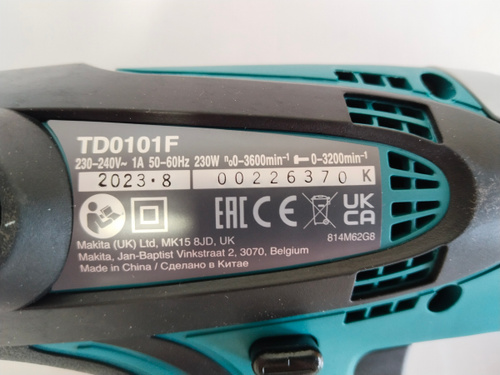 TD0101F
230-240V~ 1A 50-60Hz 230W n₀0-3600min⁻¹ 0-3200min⁻¹
2023·8 00226370 K
EAC CE UK CA
814M62G8
Makita (UK) Ltd, MK15 8JD, UK
Makita, Jan-Baptist Vinkstraat 2, 3070, Belgium
Made in China / Сделано в Китае